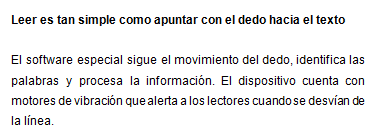 Leer es tan simple como apuntar con el dedo hacia el texto
El software especial sigue el movimiento del dedo, identifica las
palabras y procesa la información. El dispositivo cuenta con
motores de vibración que alerta a los lectores cuando se desvían de
la línea.